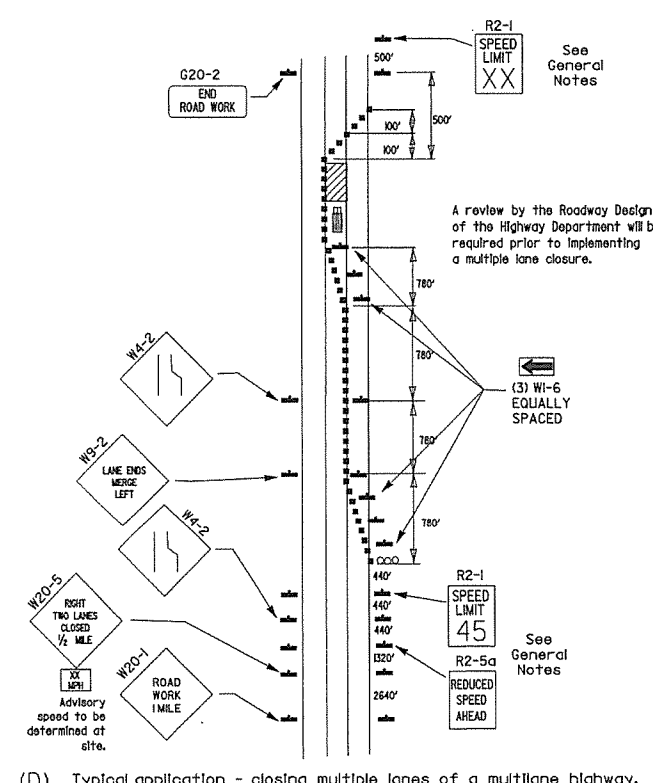 R2-1
SPEED
LIMIT
XX
See
General
Notes
500'
G20-2
END
ROAD WORK
500'
100'
100'
A review by the Roadway Design
of the Highway Department will b
required prior to implementing
a multiple lane closure.
780'
780'
W4-2
(3) W1-6
EQUALLY
SPACED
780'
W9-2
LANE ENDS
MERGE
LEFT
780'
W4-2
440'
R2-1
SPEED
LIMIT
45
440'
440'
W20-5
RIGHT
TWO LANES
CLOSED
1/2 MILE
See
General
Notes
1320'
R2-5a
REDUCED
SPEED
AHEAD
XX
MPH
W20-1
ROAD
WORK
1 MILE
2640'
Advisory
speed to be
determined at
site.
(D) Typical application - closing multiple lanes of a multilane highway.